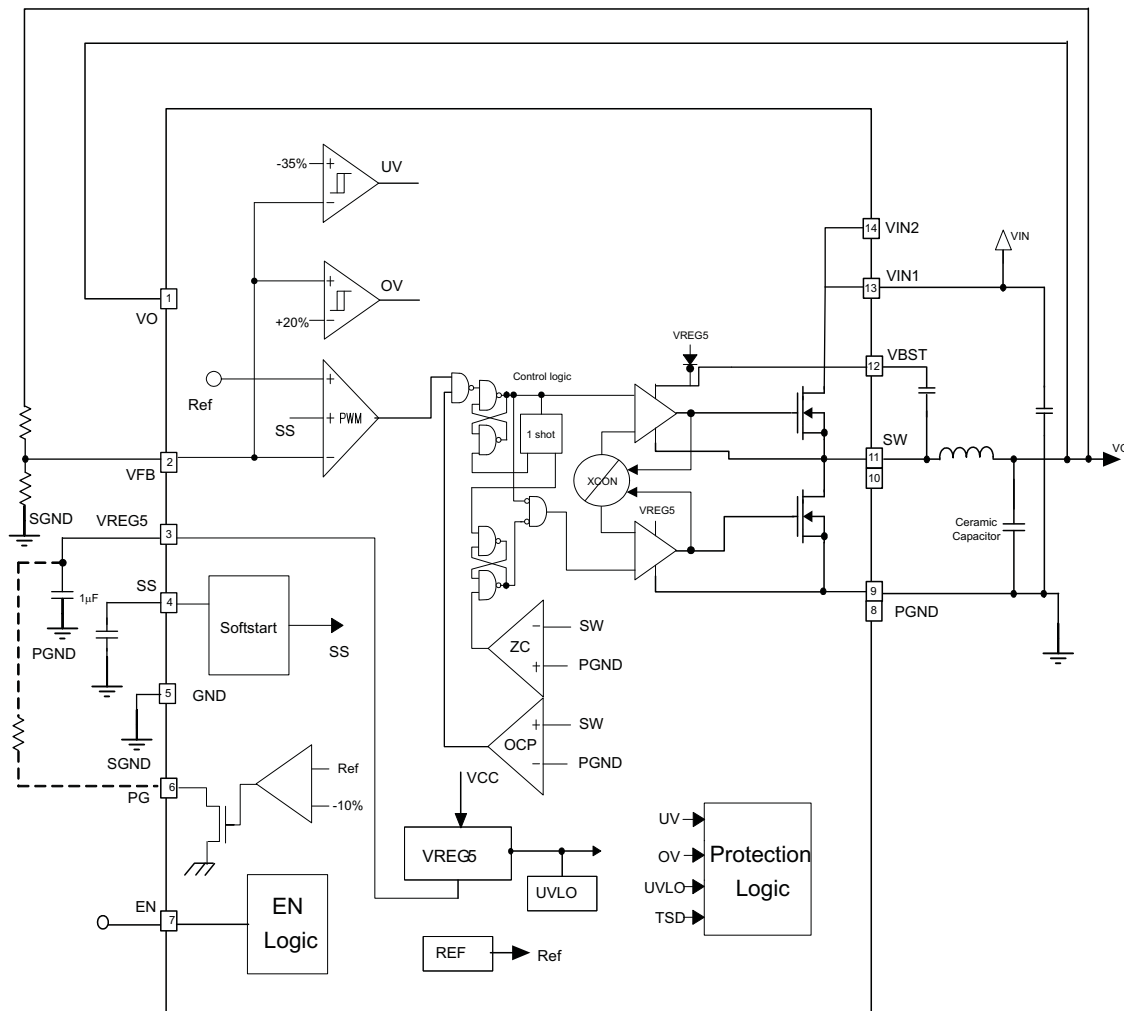 -35%
UV
VIN2
14
VIN
VIN1
13
OV
1
VO
+20%
VREG5
VBST
12
Control logic
Ref
SS
PWM
1 shot
SW
11
10
VO
2
VFB
XCON
SGND
VREG5
VREG5
3
Ceramic
Capacitor
SS
4
1µF
9
8
PGND
Softstart
SS
PGND
ZC
SW
PGND
5
GND
SGND
OCP
SW
PGND
Ref
-10%
6
PG
VCC
VREG5
UVLO
UV
OV
UVLO
TSD
Protection
Logic
EN
7
EN
Logic
REF
Ref